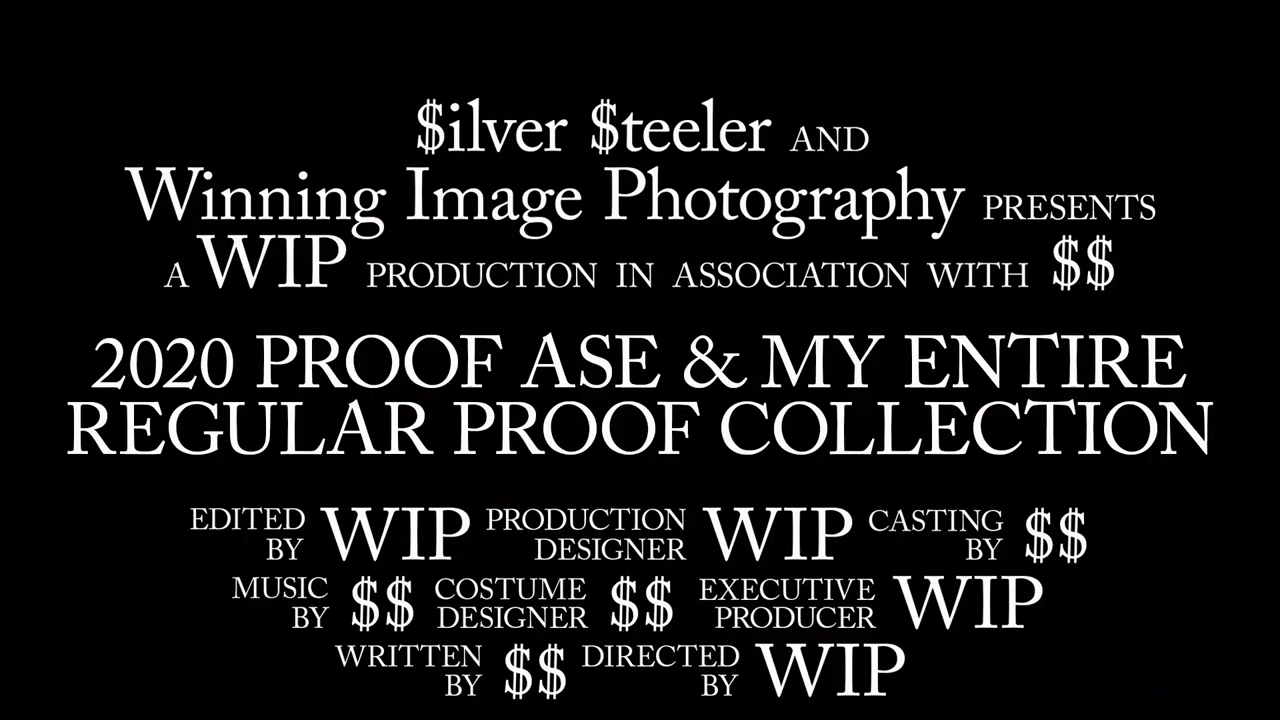 $ilver $teeler AND
Winning Image Photography PRESENTS
A WIP PRODUCTION IN ASSOCIATION WITH $$
2020 PROOF ASE & MY ENTIRE
REGULAR PROOF COLLECTION
EDITED BY WIP PRODUCTION DESIGNER WIP CASTING BY $$
MUSIC BY $$ COSTUME DESIGNER $$ EXECUTIVE PRODUCER WIP
WRITTEN BY $$ DIRECTED BY WIP